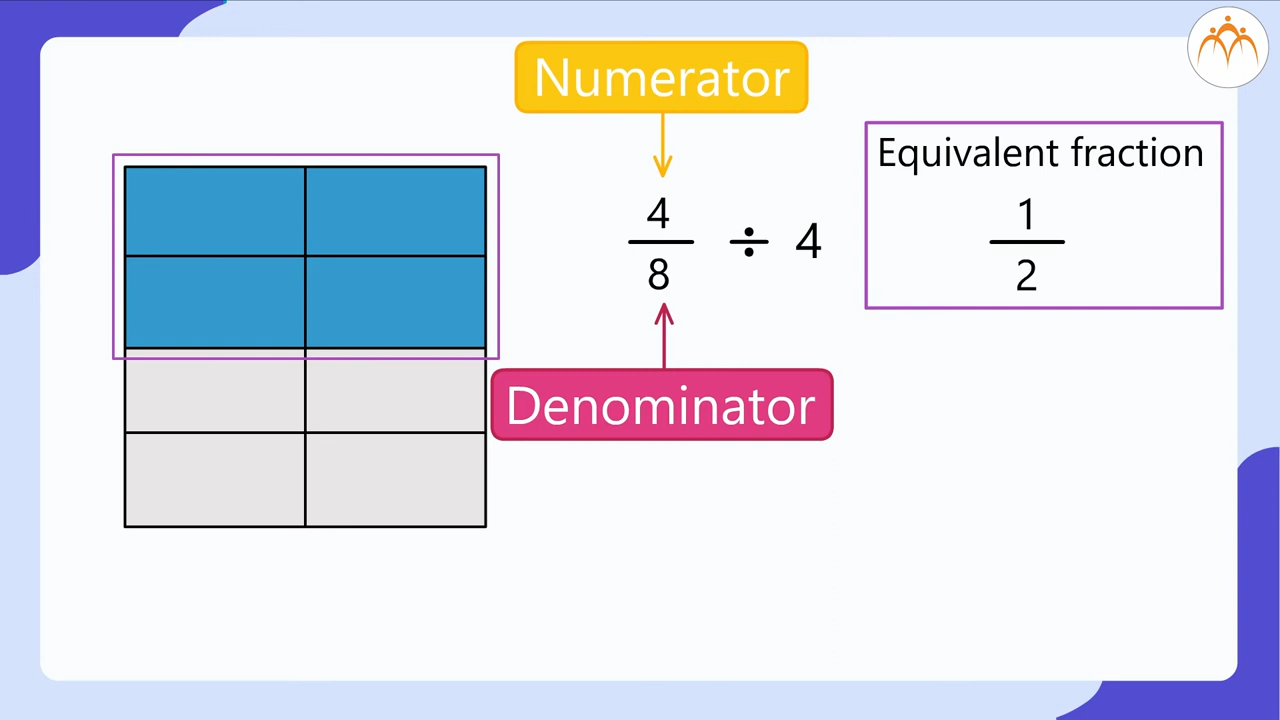 Numerator
Equivalent fraction
4
8
÷ 4
1
2
Denominator